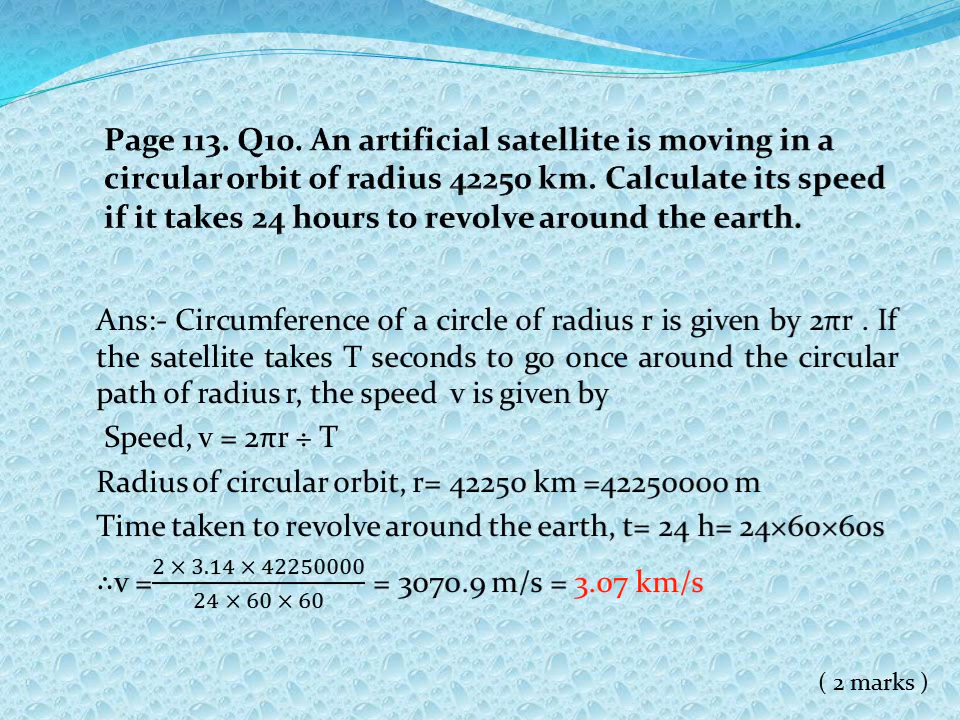 Page 113. Q10. An artificial satellite is moving in a
circular orbit of radius 42250 km. Calculate its speed
if it takes 24 hours to revolve around the earth.
Ans:- Circumference of a circle of radius r is given by 2πr . If
the satellite takes T seconds to go once around the circular
path of radius r, the speed v is given by
Speed, v = 2πr ÷ T
Radius of circular orbit, r= 42250 km =42250000 m
Time taken to revolve around the earth, t= 24 h= 24×60×60s
∴v = (2 × 3.14 × 42250000)/(24 × 60 × 60) = 3070.9 m/s = 3.07 km/s
( 2 marks )